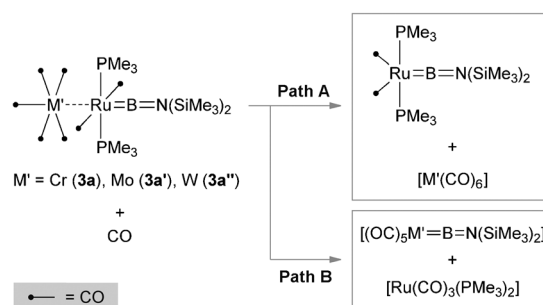 PMe3
M'
Ru=B=N(SiMe3)2
PMe3
M' = Cr (3a), Mo (3a'), W (3a'')
+
CO
= CO
Path A
PMe3
Ru=B=N(SiMe3)2
PMe3
+
[M'(CO)6]
Path B
[(OC)5M'=B=N(SiMe3)2]
+
[Ru(CO)3(PMe3)2]